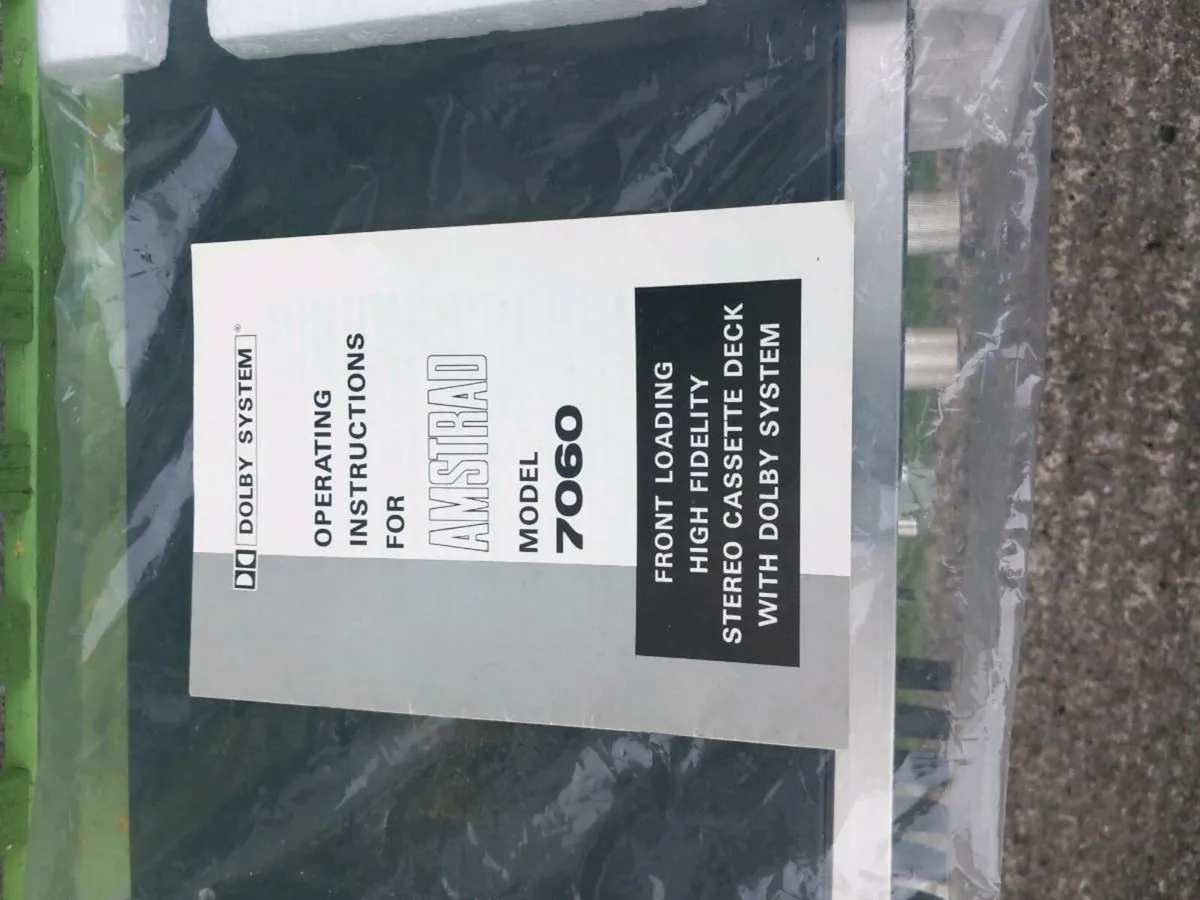 DOLBY SYSTEM®
OPERATING
INSTRUCTIONS
FOR
AMSTRAD
MODEL
7060
FRONT LOADING
HIGH FIDELITY
STEREO CASSETTE DECK
WITH DOLBY SYSTEM